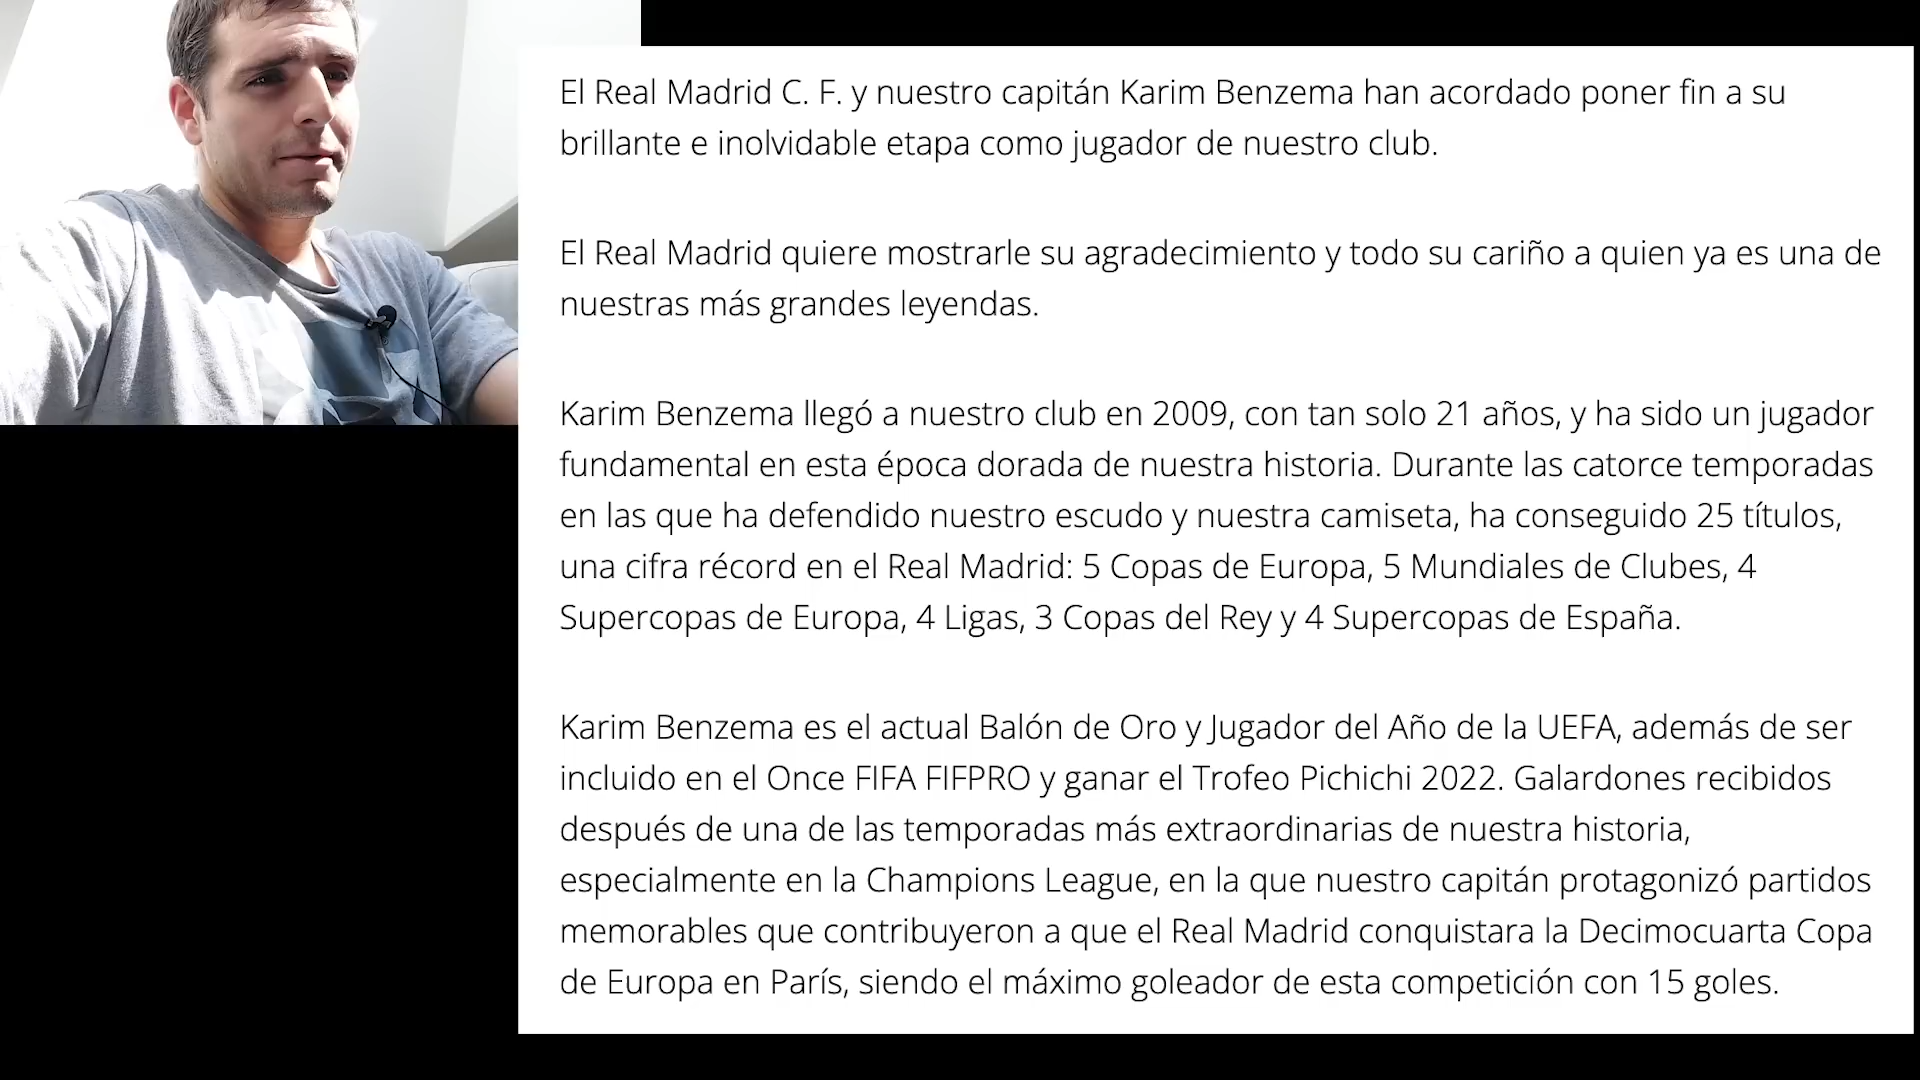 El Real Madrid C. F. y nuestro capitán Karim Benzema han acordado poner fin a su
brillante e inolvidable etapa como jugador de nuestro club.
El Real Madrid quiere mostrarle su agradecimiento y todo su cariño a quien ya es una de
nuestras más grandes leyendas.
Karim Benzema llegó a nuestro club en 2009, con tan solo 21 años, y ha sido un jugador
fundamental en esta época dorada de nuestra historia. Durante las catorce temporadas
en las que ha defendido nuestro escudo y nuestra camiseta, ha conseguido 25 títulos,
una cifra récord en el Real Madrid: 5 Copas de Europa, 5 Mundiales de Clubes, 4
Supercopas de Europa, 4 Ligas, 3 Copas del Rey y 4 Supercopas de España.
Karim Benzema es el actual Balón de Oro y Jugador del Año de la UEFA, además de ser
incluido en el Once FIFA FIFPRO y ganar el Trofeo Pichichi 2022. Galardones recibidos
después de una de las temporadas más extraordinarias de nuestra historia,
especialmente en la Champions League, en la que nuestro capitán protagonizó partidos
memorables que contribuyeron a que el Real Madrid conquistara la Decimocuarta Copa
de Europa en París, siendo el máximo goleador de esta competición con 15 goles.